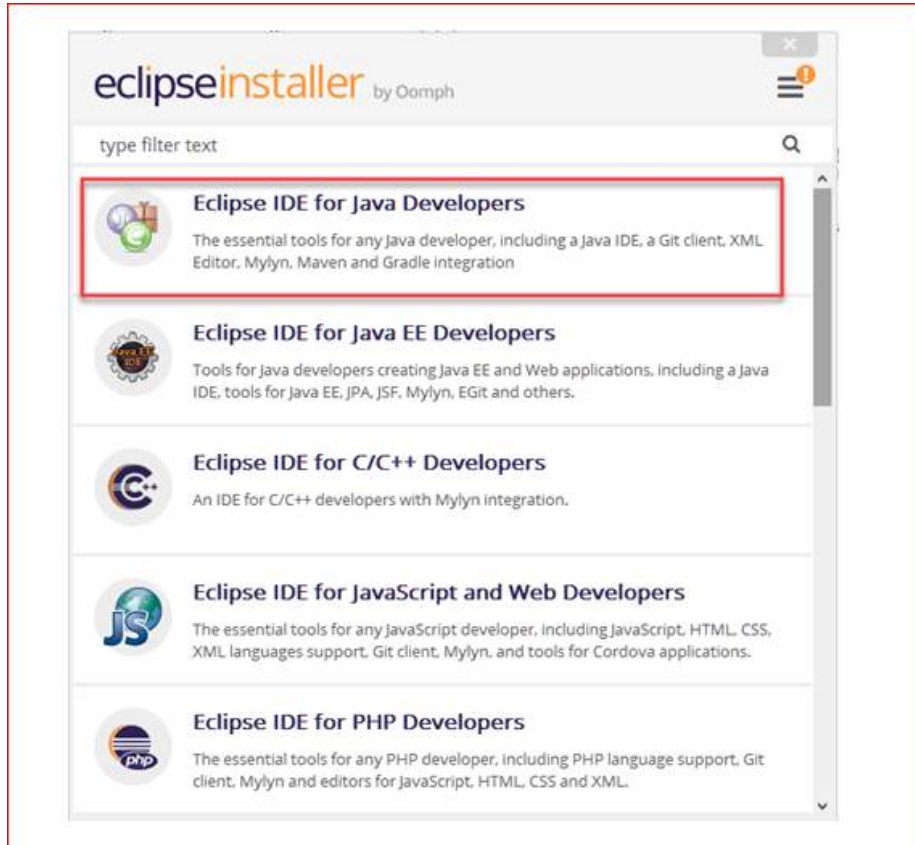 eclipseinstaller by Oomph
type filter text
Eclipse IDE for Java Developers
The essential tools for any Java developer, including a Java IDE, a Git client, XML
Editor, Mylyn, Maven and Gradle integration
Eclipse IDE for Java EE Developers
Java EE
IDE
Tools for Java developers creating Java EE and Web applications, including a Java
IDE, tools for Java EE, JPA, JSF, Mylyn, EGit and others.
Eclipse IDE for C/C++ Developers
C++
An IDE for C/C++ developers with Mylyn integration.
Eclipse IDE for JavaScript and Web Developers
JS
The essential tools for any JavaScript developer, including JavaScript, HTML, CSS,
XML languages support, Git client, Mylyn, and tools for Cordova applications.
Eclipse IDE for PHP Developers
php
The essential tools for any PHP developer, including PHP language support, Git
client, Mylyn and editors for JavaScript, HTML, CSS and XML.